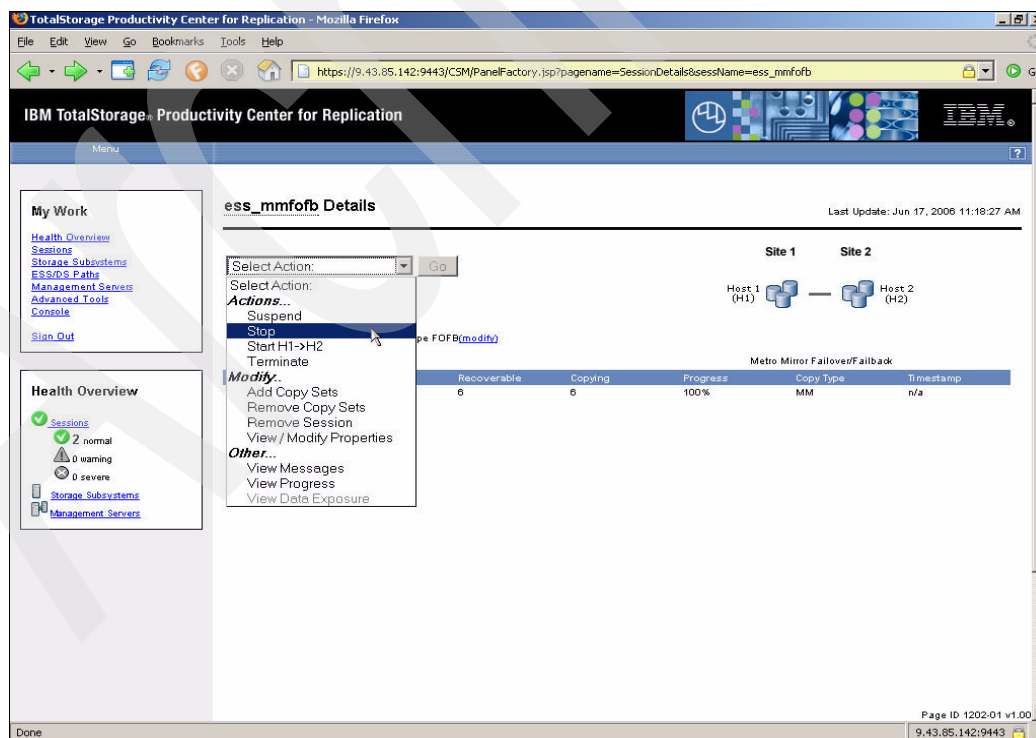 TotalStorage Productivity Center for Replication - Mozilla Firefox
File Edit View Go Bookmarks Tools Help
https://9.43.85.142:9443/CSM/PanelFactory.jsp?pagename=SessionDetails&sessName=ess_mmfofb
G
IBM TotalStorage® Productivity Center for Replication
IBM®
Menu
?
My Work
Health Overview
Sessions
Storage Subsystems
ESS/DS Paths
Management Servers
Advanced Tools
Console
Sign Out
Health Overview
Sessions
2 normal
0 warning
0 severe
Storage Subsystems
Management Servers
ess_mmfofb Details
Last Update: Jun 17, 2006 11:18:27 AM
Select Action:
Go
Select Action:
Actions...
Suspend
Stop
Start H1->H2
Terminate
Modify..
Add Copy Sets
Remove Copy Sets
Remove Session
View / Modify Properties
Other...
View Messages
View Progress
View Data Exposure
pe FOFB(modify)
Site 1 Site 2
Host 1 (H1)
Host 2 (H2)
Metro Mirror Failover/Failback
Recoverable Copying Progress Copy Type Timestamp
6 6 100% MM n/a
Page ID 1202-01 v1.00
Done
9.43.85.142:9443